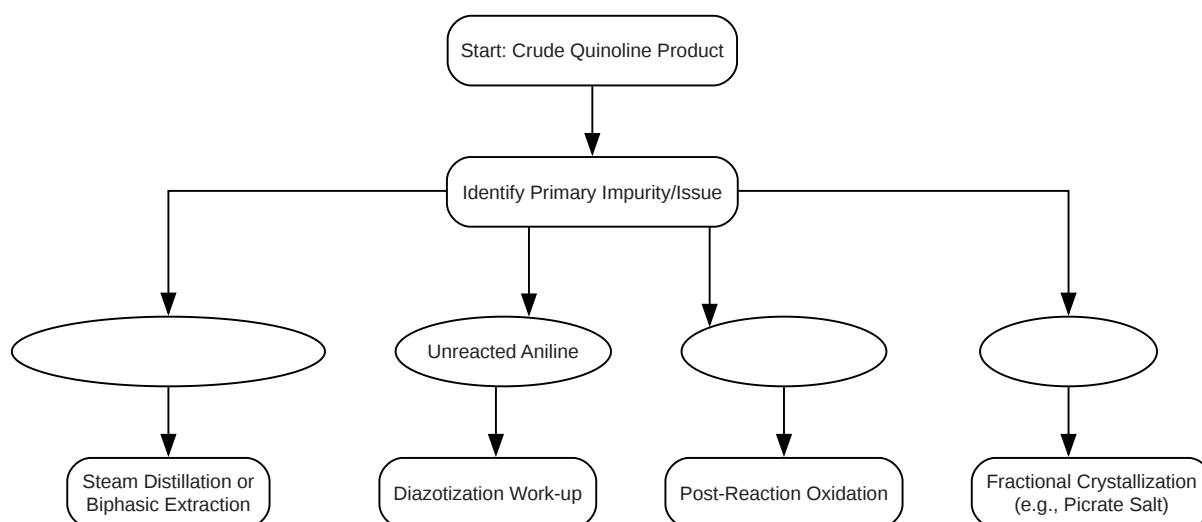 Start: Crude Quinoline Product
Identify Primary Impurity/Issue
Unreacted Aniline
Steam Distillation or
Biphasic Extraction
Diazotization Work-up
Post-Reaction Oxidation
Fractional Crystallization
(e.g., Picrate Salt)